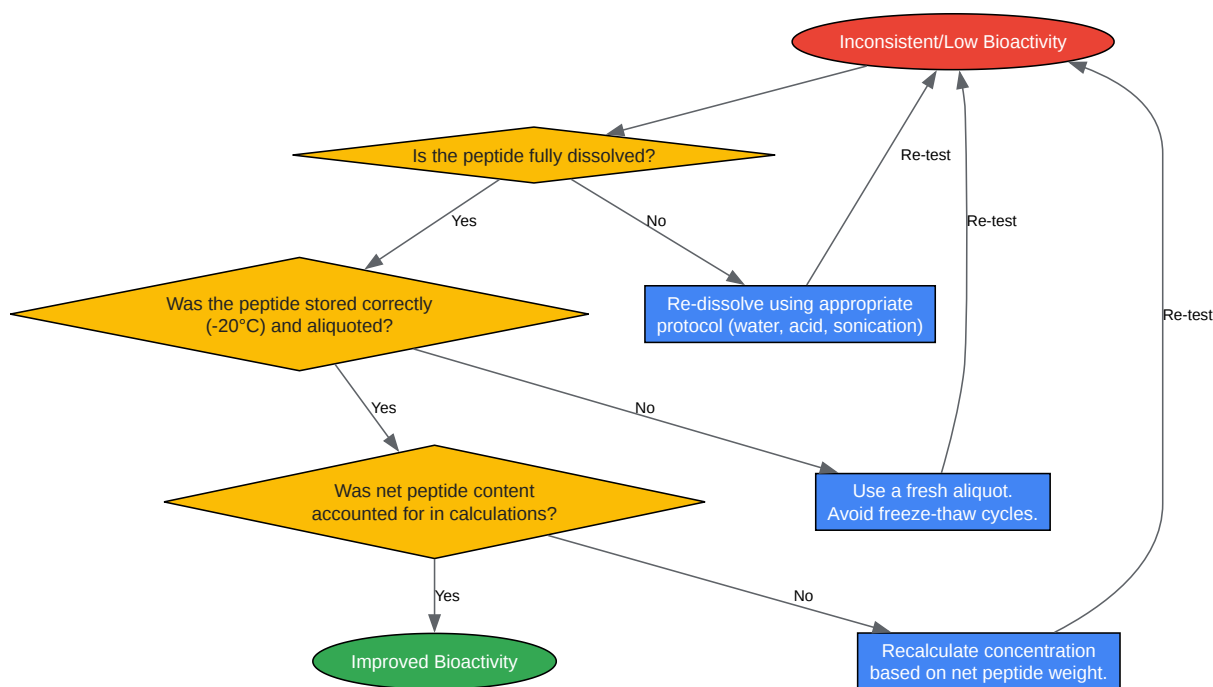 Inconsistent/Low Bioactivity
Is the peptide fully dissolved?
Re-test
Yes
No
Re-test
Was the peptide stored correctly
(-20°C) and aliquoted?
Re-dissolve using appropriate
protocol (water, acid, sonication)
Re-test
Yes
No
Was net peptide content
accounted for in calculations?
Use a fresh aliquot.
Avoid freeze-thaw cycles.
Yes
No
Improved Bioactivity
Recalculate concentration
based on net peptide weight.